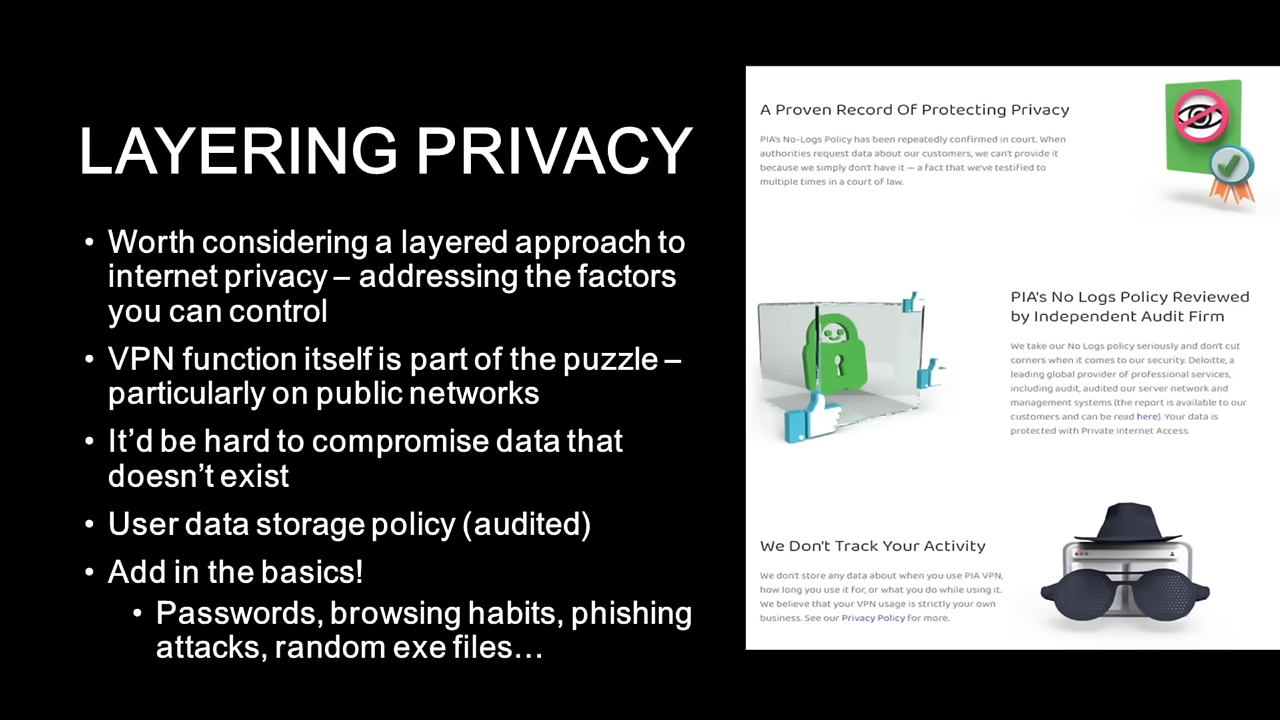 LAYERING PRIVACY
• Worth considering a layered approach to
internet privacy – addressing the factors
you can control
• VPN function itself is part of the puzzle –
particularly on public networks
• It’d be hard to compromise data that
doesn’t exist
• User data storage policy (audited)
• Add in the basics!
• Passwords, browsing habits, phishing
attacks, random exe files…
A Proven Record Of Protecting Privacy
PIA's No-Logs Policy has been repeatedly confirmed in court. When
authorities request data about our customers, we can't provide it
because we simply don't have it — a fact that we've testified to
multiple times in a court of law.
PIA's No Logs Policy Reviewed
by Independent Audit Firm
We take our No Logs policy seriously and don't cut
corners when it comes to our security. Deloitte, a
leading global provider of professional services,
including audit, audited our server network and
management systems (the report is available to our
customers and can be read here). Your data is
protected with Private Internet Access.
We Don't Track Your Activity
We don't store any data about when you use PIA VPN,
how long you use it for, or what you do while using it.
We believe that your VPN usage is strictly your own
business. See our Privacy Policy for more.